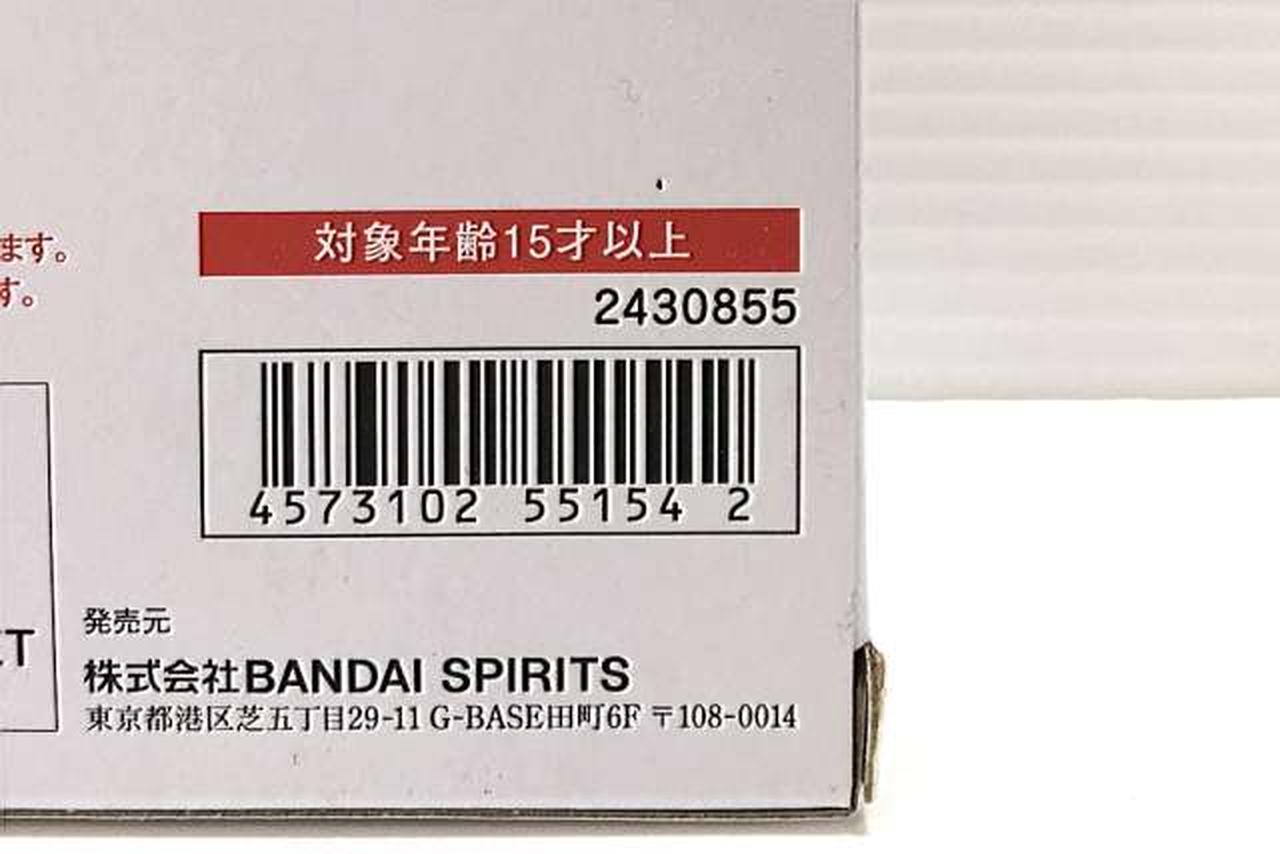 ます。
す。
対象年齢15才以上
2430855
4573102 55154 2
発売元
CT
株式会社BANDAI SPIRITS
東京都港区芝五丁目29-11 G-BASE田町6F 〒108-0014